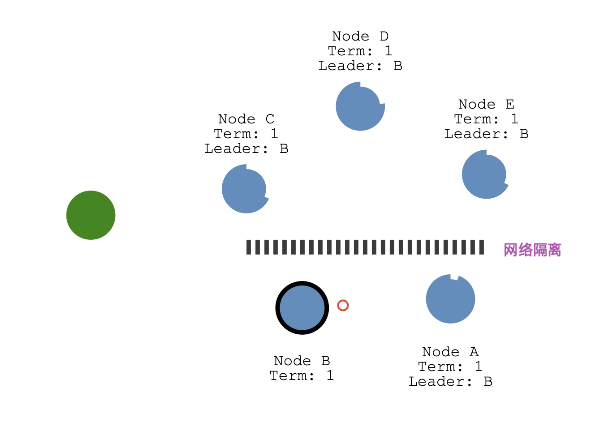 Node D
Term: 1
Leader: B
Node E
Term: 1
Leader: B
Node C
Term: 1
Leader: B
网络隔离
Node B
Term: 1
Node A
Term: 1
Leader: B